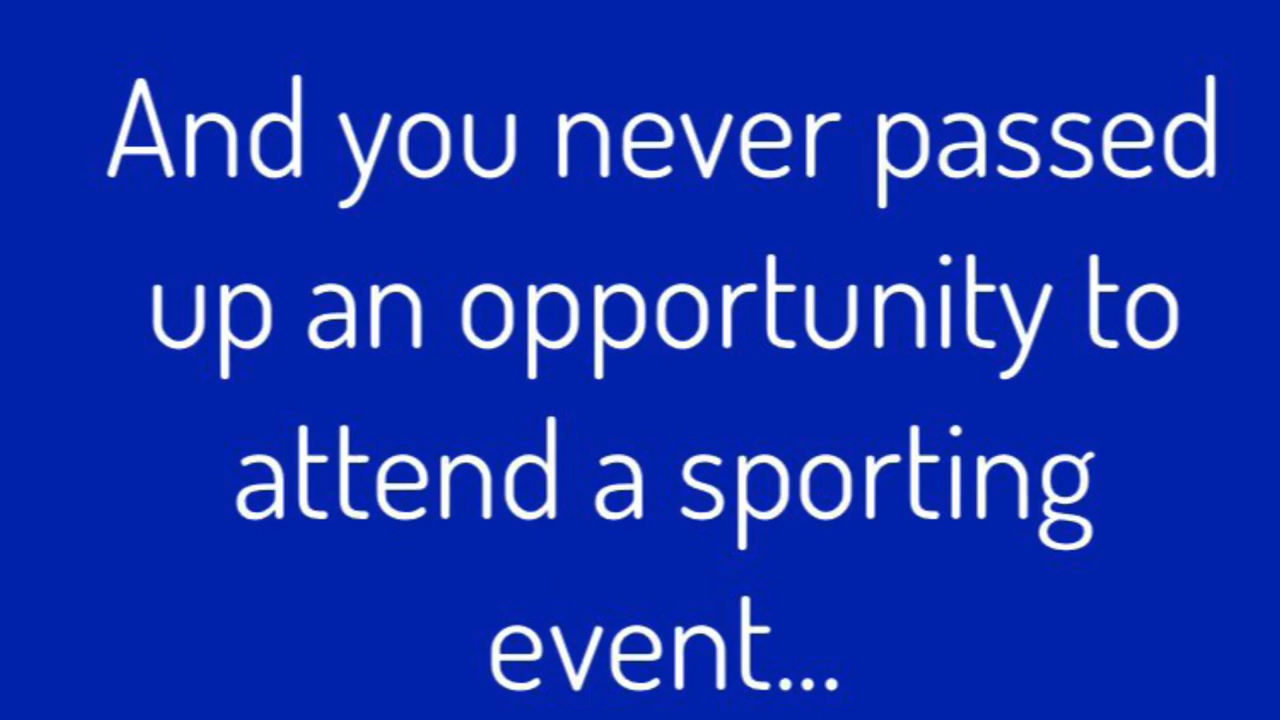 And you never passed
up an opportunity to
attend a sporting
event...